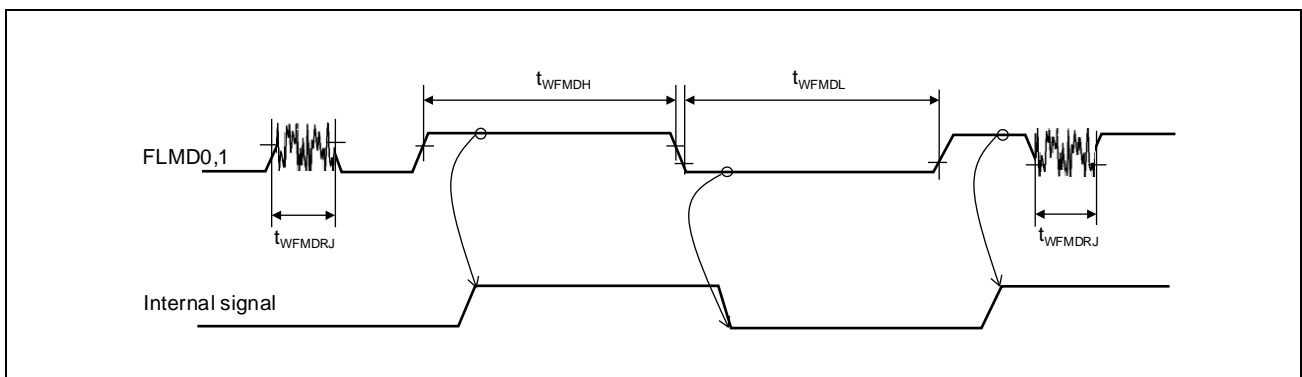 tWFMDH
tWFMDL
FLMD0,1
tWFMDRJ
tWFMDRJ
Internal signal